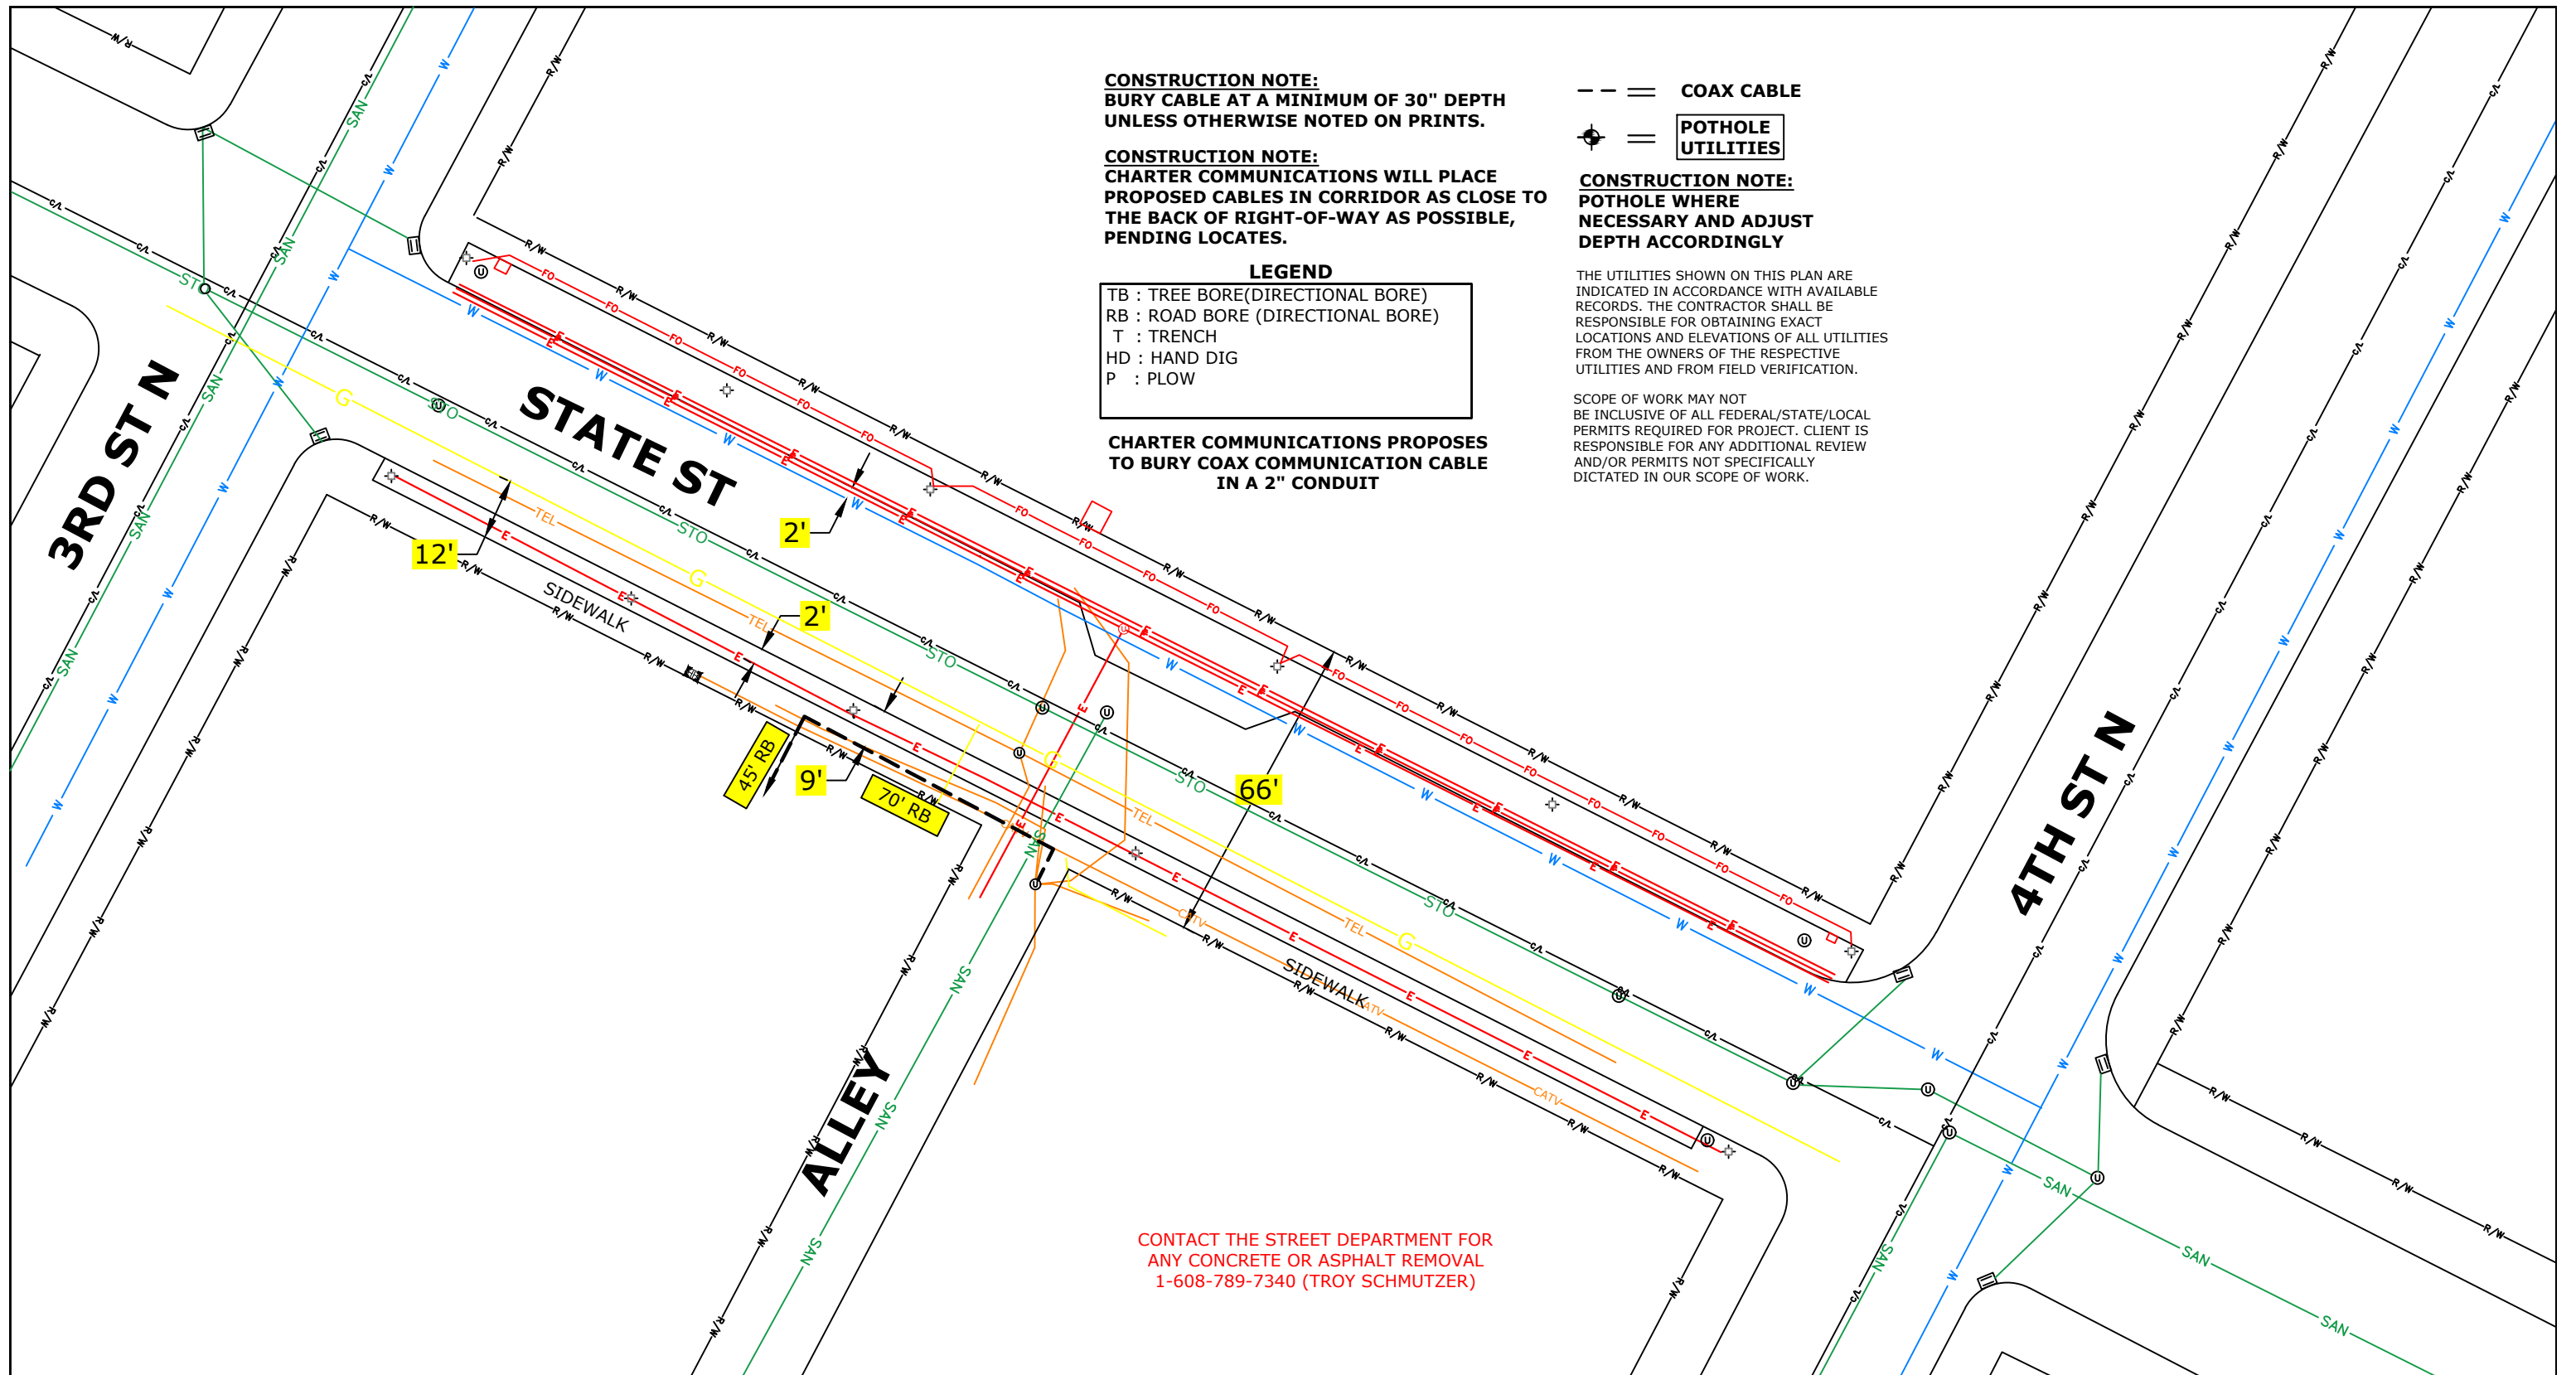 CONSTRUCTION NOTE:
BURY CABLE AT A MINIMUM OF 30" DEPTH
UNLESS OTHERWISE NOTED ON PRINTS.
CONSTRUCTION NOTE:
CHARTER COMMUNICATIONS WILL PLACE
PROPOSED CABLES IN CORRIDOR AS CLOSE TO
THE BACK OF RIGHT-OF-WAY AS POSSIBLE,
PENDING LOCATES.
LEGEND
TB : TREE BORE(DIRECTIONAL BORE)
RB : ROAD BORE (DIRECTIONAL BORE)
T : TRENCH
HD : HAND DIG
P : PLOW
CHARTER COMMUNICATIONS PROPOSES
TO BURY COAX COMMUNICATION CABLE
IN A 2" CONDUIT
COAX CABLE
POTHOLE
UTILITIES
CONSTRUCTION NOTE:
POTHOLE WHERE
NECESSARY AND ADJUST
DEPTH ACCORDINGLY
THE UTILITIES SHOWN ON THIS PLAN ARE
INDICATED IN ACCORDANCE WITH AVAILABLE
RECORDS. THE CONTRACTOR SHALL BE
RESPONSIBLE FOR OBTAINING EXACT
LOCATIONS AND ELEVATIONS OF ALL UTILITIES
FROM THE OWNERS OF THE RESPECTIVE
UTILITIES AND FROM FIELD VERIFICATION.
SCOPE OF WORK MAY NOT
BE INCLUSIVE OF ALL FEDERAL/STATE/LOCAL
PERMITS REQUIRED FOR PROJECT. CLIENT IS
RESPONSIBLE FOR ANY ADDITIONAL REVIEW
AND/OR PERMITS NOT SPECIFICALLY
DICTATED IN OUR SCOPE OF WORK.
3RD ST N
STATE ST
4TH ST N
ALLEY
SIDEWALK
SIDEWALK
12'
2'
2'
9'
66'
45' RB
70' RB
R/W
C/L
SAN
STO
W
G
TEL
E
FO
CATV
CATV
CATV
CONTACT THE STREET DEPARTMENT FOR
ANY CONCRETE OR ASPHALT REMOVAL
1-608-789-7340 (TROY SCHMUTZER)